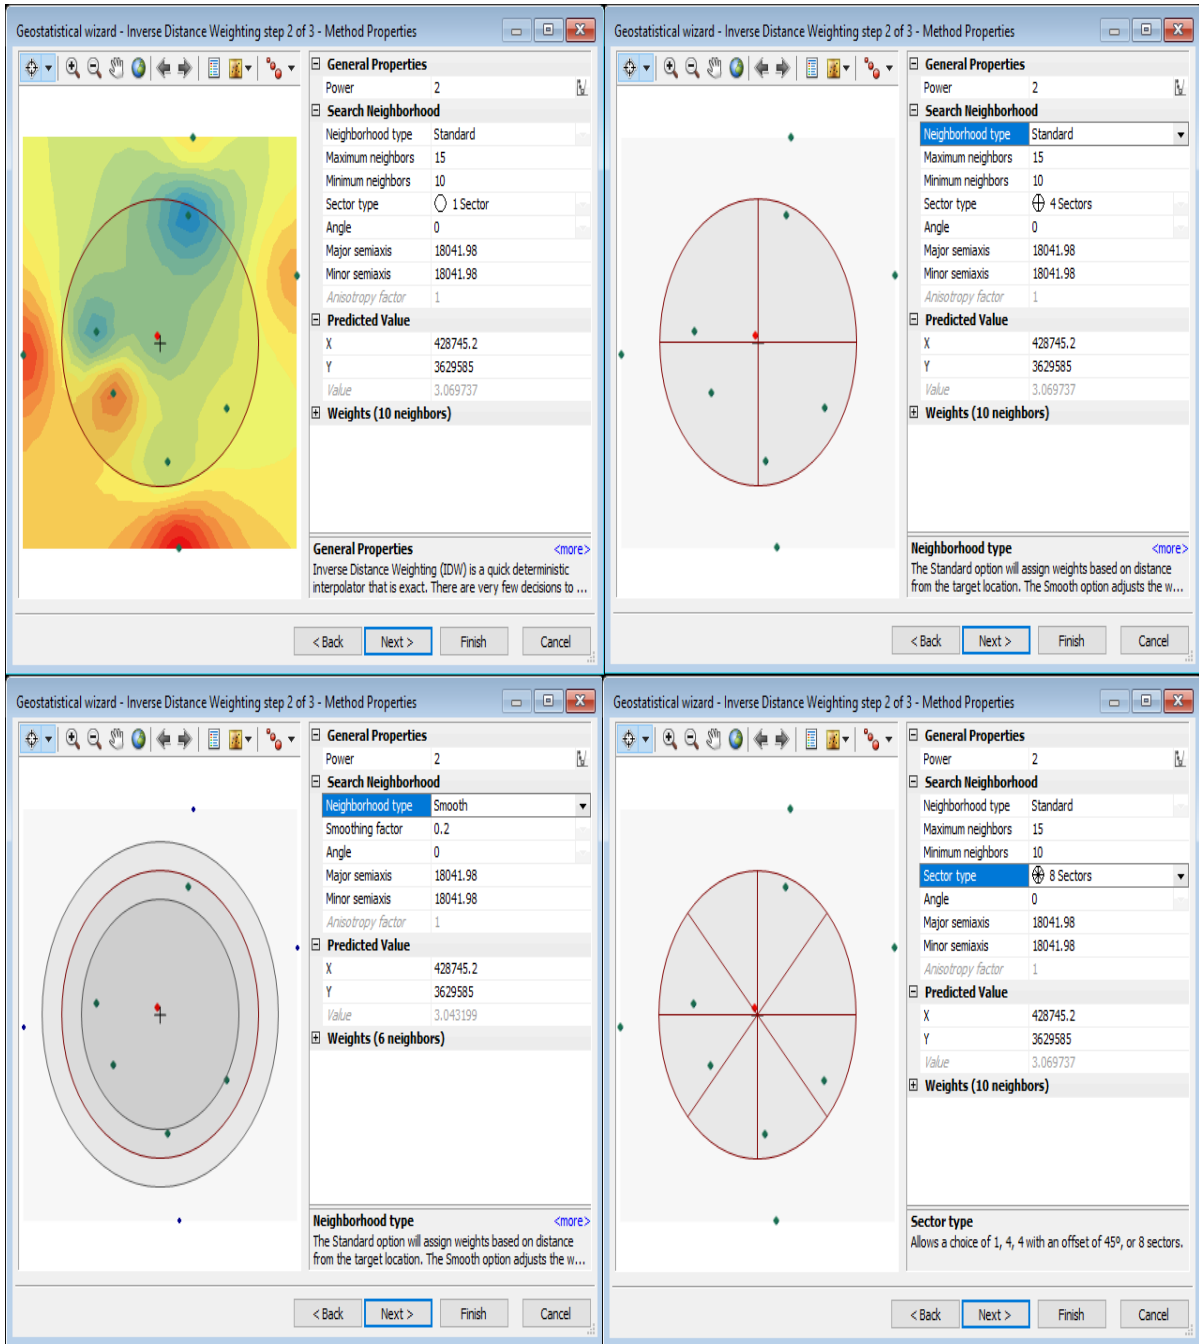 Geostatistical wizard - Inverse Distance Weighting step 2 of 3 - Method Properties
General Properties
Power 2
Search Neighborhood
Neighborhood type Standard
Maximum neighbors 15
Minimum neighbors 10
Sector type 1 Sector
Angle 0
Major semiaxis 18041.98
Minor semiaxis 18041.98
Anisotropy factor 1
Predicted Value
X 428745.2
Y 3629585
Value 3.069737
Weights (10 neighbors)
General Properties <more>
Inverse Distance Weighting (IDW) is a quick deterministic
interpolator that is exact. There are very few decisions to ...
< Back Next > Finish Cancel
Geostatistical wizard - Inverse Distance Weighting step 2 of 3 - Method Properties
General Properties
Power 2
Search Neighborhood
Neighborhood type Standard
Maximum neighbors 15
Minimum neighbors 10
Sector type 4 Sectors
Angle 0
Major semiaxis 18041.98
Minor semiaxis 18041.98
Anisotropy factor 1
Predicted Value
X 428745.2
Y 3629585
Value 3.069737
Weights (10 neighbors)
Neighborhood type <more>
The Standard option will assign weights based on distance
from the target location. The Smooth option adjusts the w...
< Back Next > Finish Cancel
Geostatistical wizard - Inverse Distance Weighting step 2 of 3 - Method Properties
General Properties
Power 2
Search Neighborhood
Neighborhood type Smooth
Smoothing factor 0.2
Angle 0
Major semiaxis 18041.98
Minor semiaxis 18041.98
Anisotropy factor 1
Predicted Value
X 428745.2
Y 3629585
Value 3.043199
Weights (6 neighbors)
Neighborhood type <more>
The Standard option will assign weights based on distance
from the target location. The Smooth option adjusts the w...
< Back Next > Finish Cancel
Geostatistical wizard - Inverse Distance Weighting step 2 of 3 - Method Properties
General Properties
Power 2
Search Neighborhood
Neighborhood type Standard
Maximum neighbors 15
Minimum neighbors 10
Sector type 8 Sectors
Angle 0
Major semiaxis 18041.98
Minor semiaxis 18041.98
Anisotropy factor 1
Predicted Value
X 428745.2
Y 3629585
Value 3.069737
Weights (10 neighbors)
Sector type
Allows a choice of 1, 4, 4 with an offset of 45º, or 8 sectors.
< Back Next > Finish Cancel